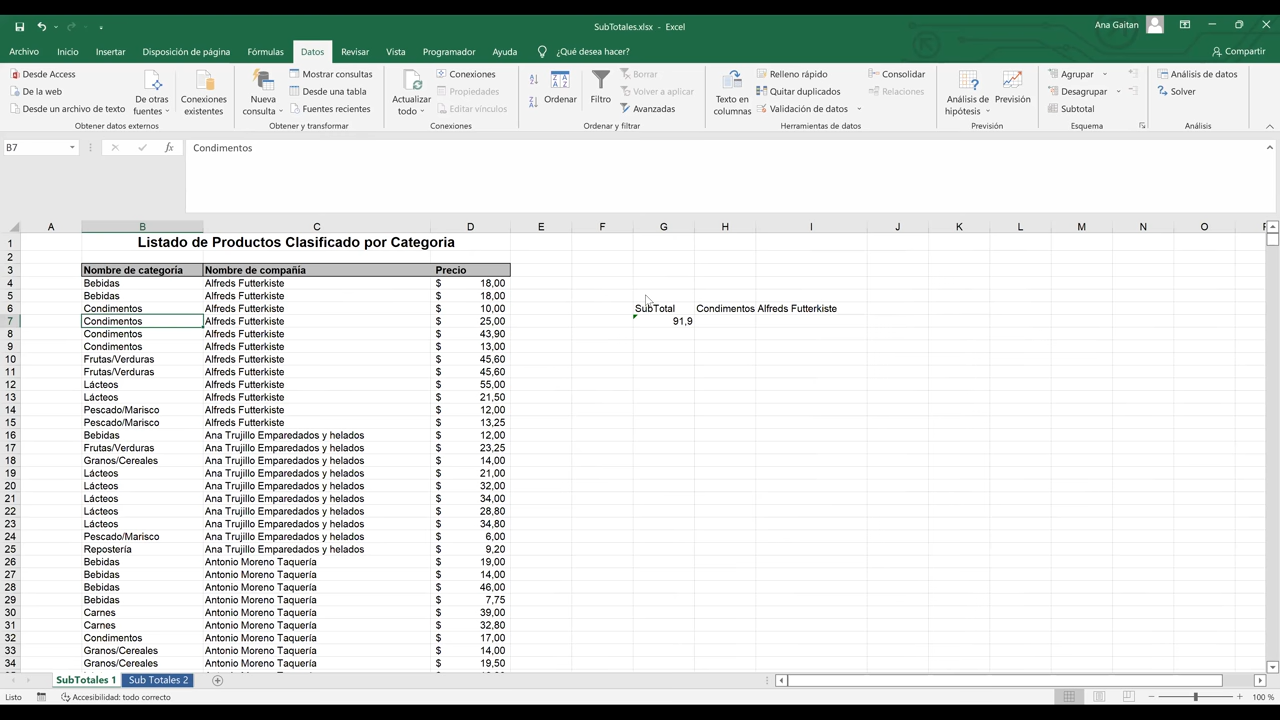 SubTotales.xlsx - Excel
Ana Gaitan
Archivo Inicio Insertar Disposición de página Fórmulas Datos Revisar Vista Programador Ayuda ¿Qué desea hacer? Compartir
Desde Access
De la web
Desde un archivo de texto
De otras fuentes
Conexiones existentes
Obtener datos externos
Nueva consulta
Mostrar consultas
Desde una tabla
Fuentes recientes
Obtener y transformar
Actualizar todo
Conexiones
Propiedades
Editar vínculos
Conexiones
Ordenar
Filtro
Borrar
Volver a aplicar
Avanzadas
Ordenar y filtrar
Texto en columnas
Relleno rápido
Quitar duplicados
Validación de datos
Consolidar
Relaciones
Herramientas de datos
Análisis de hipótesis
Previsión
Previsión
Agrupar
Desagrupar
Subtotal
Esquema
Análisis de datos
Solver
Análisis
B7 fx Condimentos
A B C D E F G H I J K L M N O
1 Listado de Productos Clasificado por Categoria
2
3 Nombre de categoría Nombre de compañía Precio
4 Bebidas Alfreds Futterkiste $ 18,00
5 Bebidas Alfreds Futterkiste $ 18,00
6 Condimentos Alfreds Futterkiste $ 10,00 SubTotal Condimentos Alfreds Futterkiste
7 Condimentos Alfreds Futterkiste $ 25,00 91,9
8 Condimentos Alfreds Futterkiste $ 43,90
9 Condimentos Alfreds Futterkiste $ 13,00
10 Frutas/Verduras Alfreds Futterkiste $ 45,60
11 Frutas/Verduras Alfreds Futterkiste $ 45,60
12 Lácteos Alfreds Futterkiste $ 55,00
13 Lácteos Alfreds Futterkiste $ 21,50
14 Pescado/Marisco Alfreds Futterkiste $ 12,00
15 Pescado/Marisco Alfreds Futterkiste $ 13,25
16 Bebidas Ana Trujillo Emparedados y helados $ 12,00
17 Frutas/Verduras Ana Trujillo Emparedados y helados $ 23,25
18 Granos/Cereales Ana Trujillo Emparedados y helados $ 14,00
19 Lácteos Ana Trujillo Emparedados y helados $ 21,00
20 Lácteos Ana Trujillo Emparedados y helados $ 32,00
21 Lácteos Ana Trujillo Emparedados y helados $ 34,00
22 Lácteos Ana Trujillo Emparedados y helados $ 28,80
23 Lácteos Ana Trujillo Emparedados y helados $ 34,80
24 Pescado/Marisco Ana Trujillo Emparedados y helados $ 6,00
25 Repostería Ana Trujillo Emparedados y helados $ 9,20
26 Bebidas Antonio Moreno Taquería $ 19,00
27 Bebidas Antonio Moreno Taquería $ 14,00
28 Bebidas Antonio Moreno Taquería $ 46,00
29 Bebidas Antonio Moreno Taquería $ 7,75
30 Carnes Antonio Moreno Taquería $ 39,00
31 Carnes Antonio Moreno Taquería $ 32,80
32 Condimentos Antonio Moreno Taquería $ 17,00
33 Granos/Cereales Antonio Moreno Taquería $ 14,00
34 Granos/Cereales Antonio Moreno Taquería $ 19,50
SubTotales 1 Sub Totales 2
Listo Accesibilidad: todo correcto 100 %